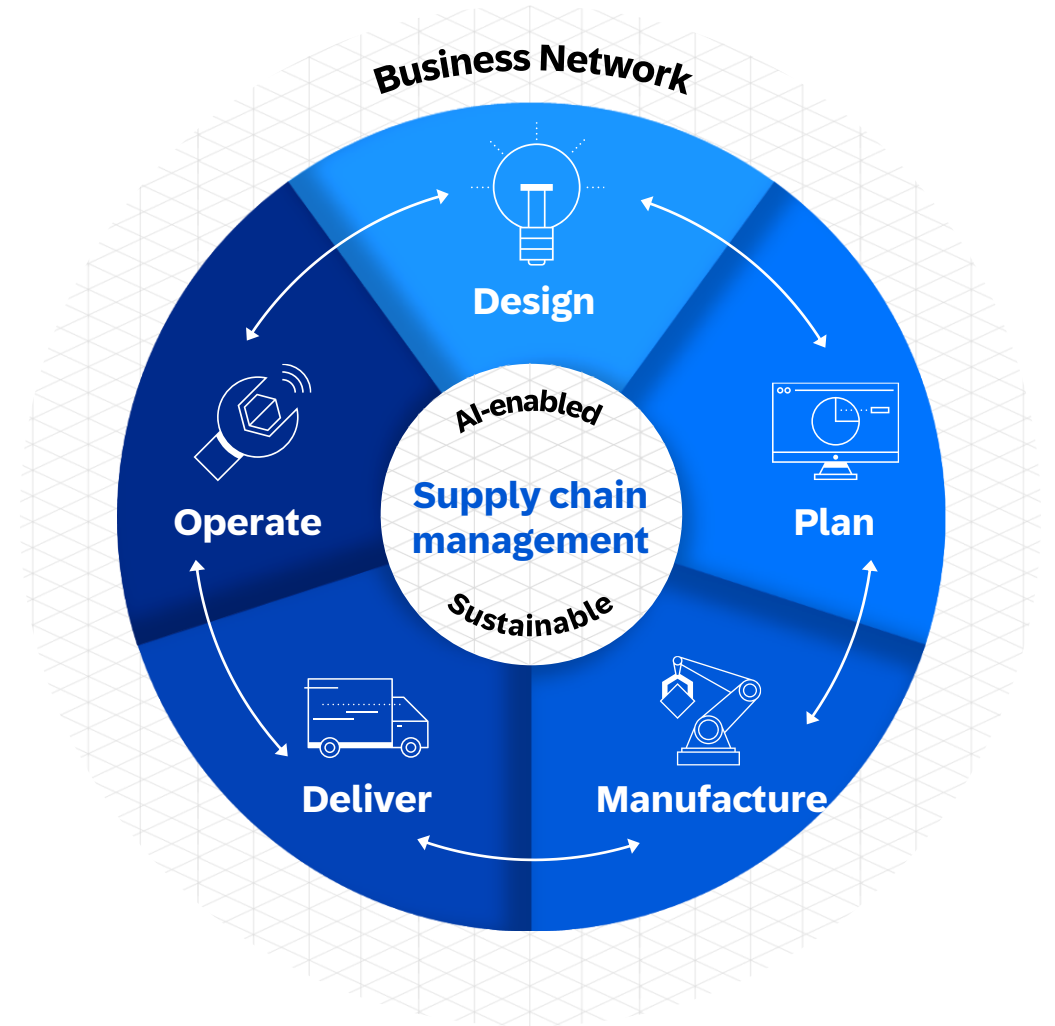 Business Network
Design
Plan
Manufacture
Deliver
Operate
AI-enabled
Supply chain
management
Sustainable